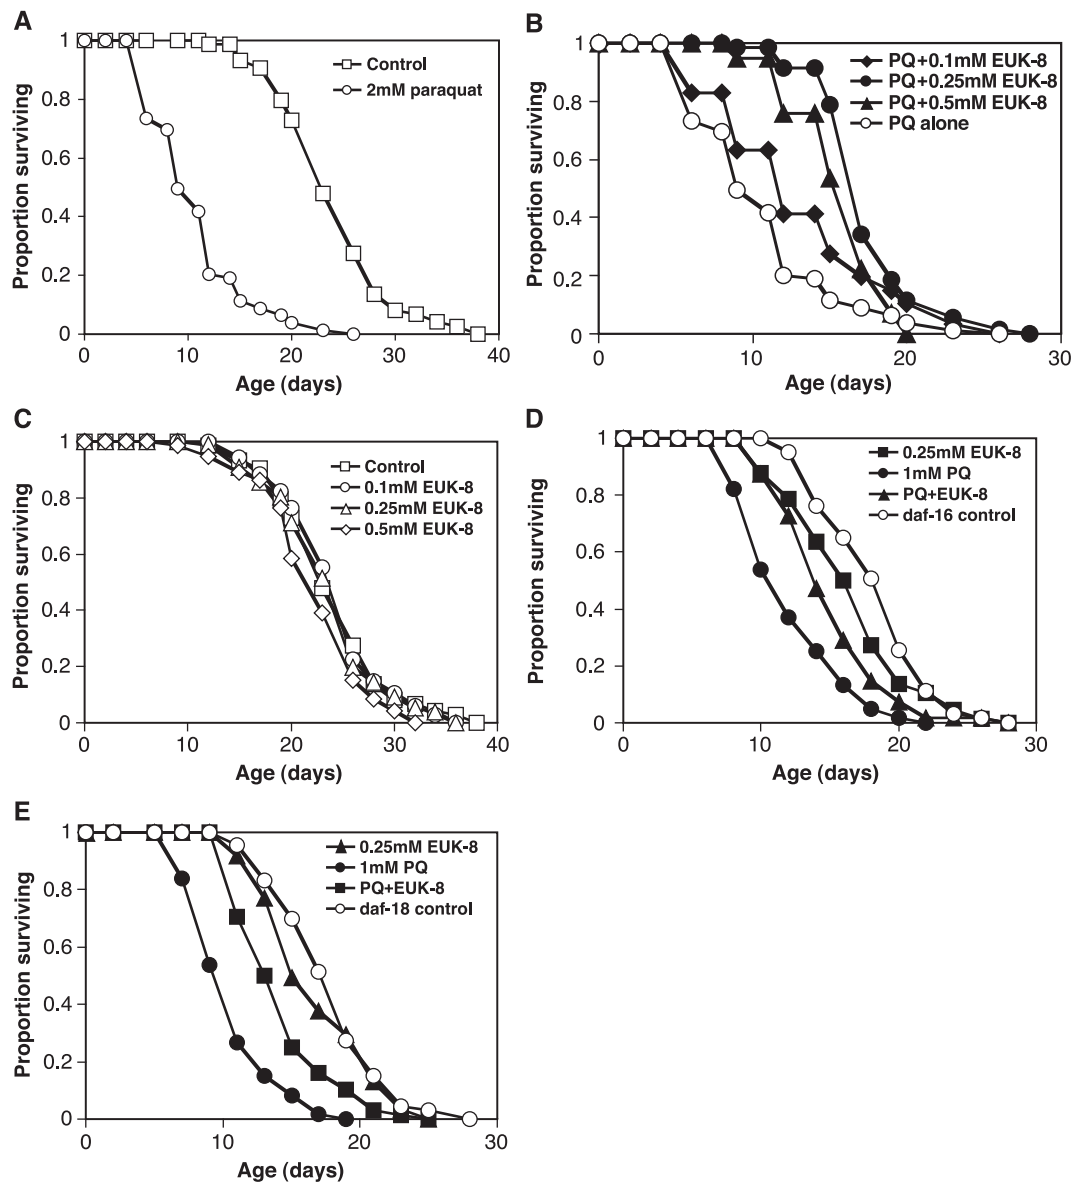 A
Proportion surviving
1
0.8
0.6
0.4
0.2
0
0 10 20 30 40
Age (days)
Control
2mM paraquat
B
Proportion surviving
1
0.8
0.6
0.4
0.2
0
0 10 20 30
Age (days)
PQ+0.1mM EUK-8
PQ+0.25mM EUK-8
PQ+0.5mM EUK-8
PQ alone
C
Proportion surviving
1
0.8
0.6
0.4
0.2
0
0 10 20 30 40
Age (days)
Control
0.1mM EUK-8
0.25mM EUK-8
0.5mM EUK-8
D
Proportion surviving
1
0.8
0.6
0.4
0.2
0
0 10 20 30
Age (days)
0.25mM EUK-8
1mM PQ
PQ+EUK-8
daf-16 control
E
Proportion surviving
1
0.8
0.6
0.4
0.2
0
0 10 20 30
Age (days)
0.25mM EUK-8
1mM PQ
PQ+EUK-8
daf-18 control